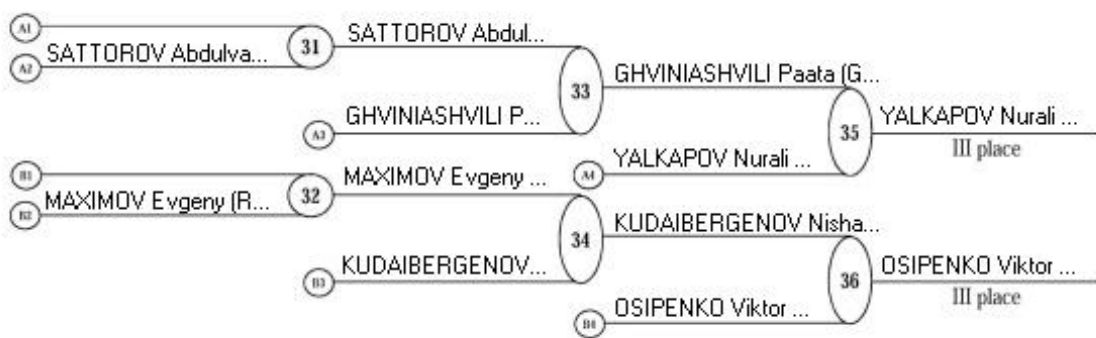 A1
SATTOROV Abdulva...
A2
31
SATTOROV Abdul...
GHVINIASHVILI P...
A3
33
GHVINIASHVILI Paata (G...
YALKAPOV Nurali ...
A4
35
YALKAPOV Nurali ...
III place
B1
MAXIMOV Evgeny (R...
B2
32
MAXIMOV Evgeny ...
KUDAIBERGENOV...
B3
34
KUDAIBERGENOV Nisha...
OSIPENKO Viktor ...
B4
36
OSIPENKO Viktor ...
III place